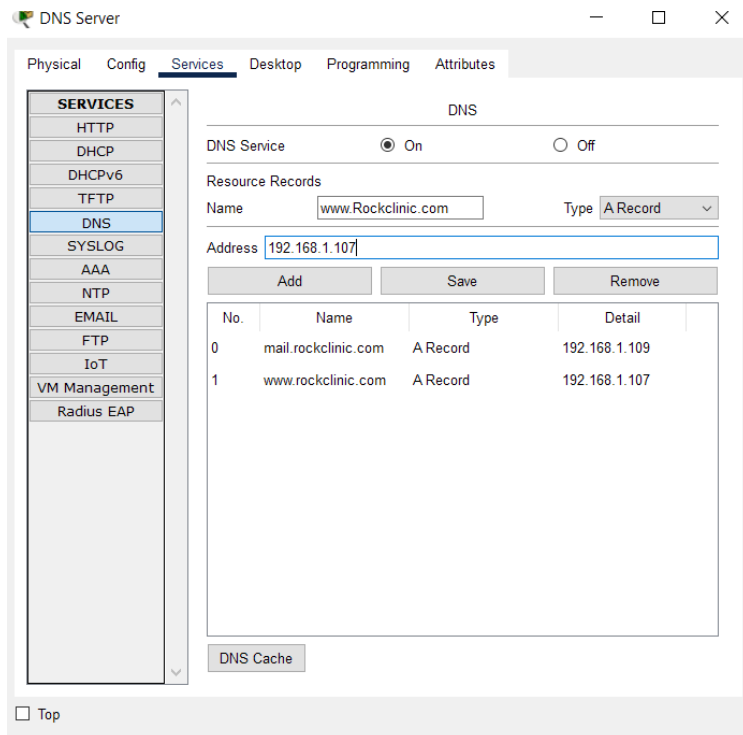 DNS Server
Physical Config Services Desktop Programming Attributes
SERVICES
HTTP
DHCP
DHCPv6
TFTP
DNS
SYSLOG
AAA
NTP
EMAIL
FTP
IoT
VM Management
Radius EAP
DNS
DNS Service On Off
Resource Records
Name www.Rockclinic.com Type A Record
Address 192.168.1.107
Add Save Remove
No. Name Type Detail
0 mail.rockclinic.com A Record 192.168.1.109
1 www.rockclinic.com A Record 192.168.1.107
DNS Cache
Top